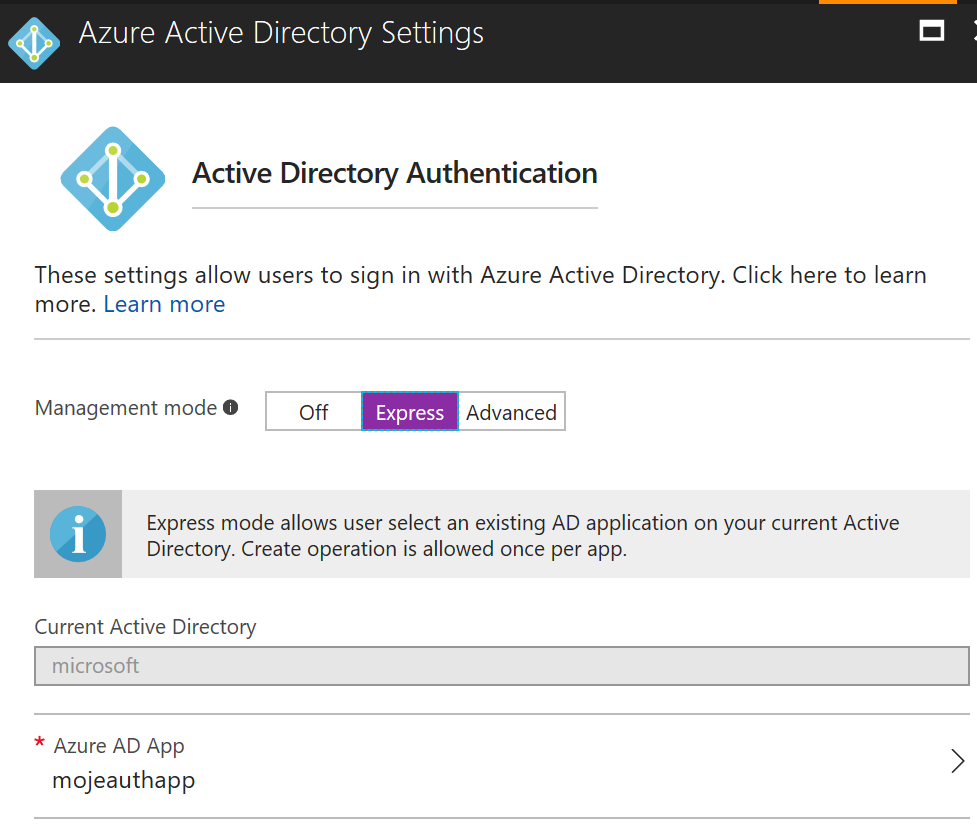 Azure Active Directory Settings
Active Directory Authentication
These settings allow users to sign in with Azure Active Directory. Click here to learn
more. Learn more
Management mode
Off Express Advanced
Express mode allows user select an existing AD application on your current Active
Directory. Create operation is allowed once per app.
Current Active Directory
microsoft
* Azure AD App
mojeauthapp